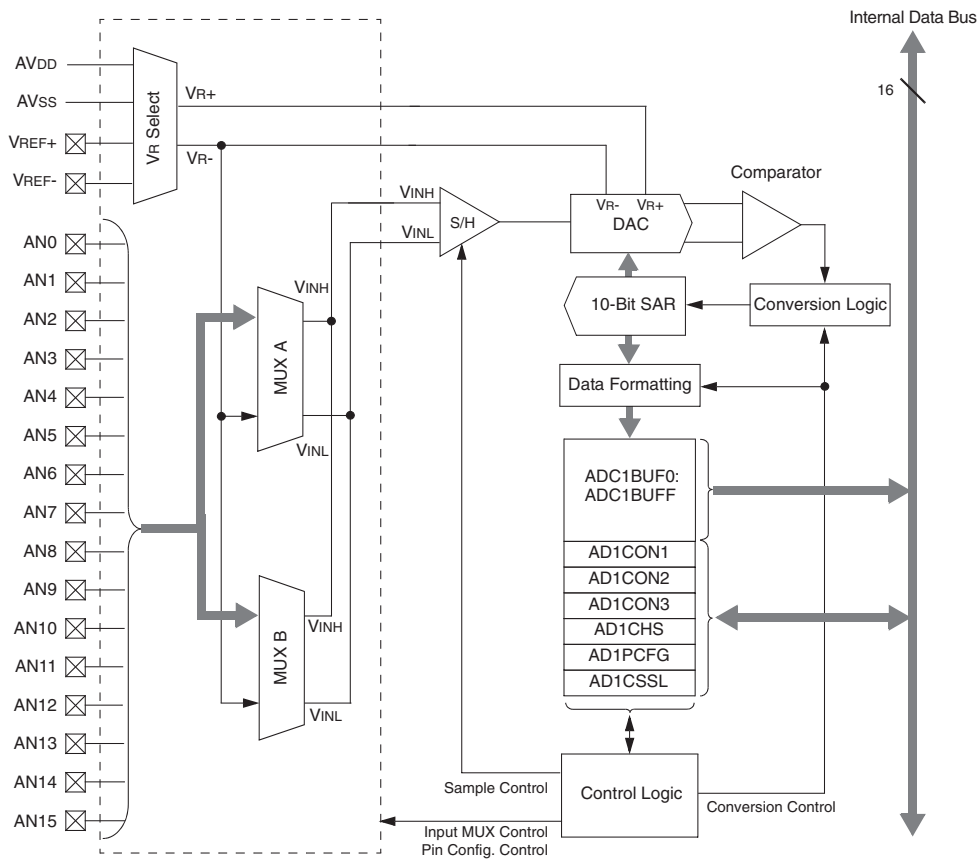 Internal Data Bus
16
AVDD
AVSS
VREF+
VREF-
VR Select
VR+
VR-
AN0
AN1
AN2
AN3
AN4
AN5
AN6
AN7
AN8
AN9
AN10
AN11
AN12
AN13
AN14
AN15
MUX A
VINH
VINL
MUX B
VINH
VINL
VINH
VINL
S/H
VR- VR+
DAC
Comparator
10-Bit SAR
Conversion Logic
Data Formatting
ADC1BUF0:
ADC1BUFF
AD1CON1
AD1CON2
AD1CON3
AD1CHS
AD1PCFG
AD1CSSL
Control Logic
Sample Control
Conversion Control
Input MUX Control
Pin Config. Control